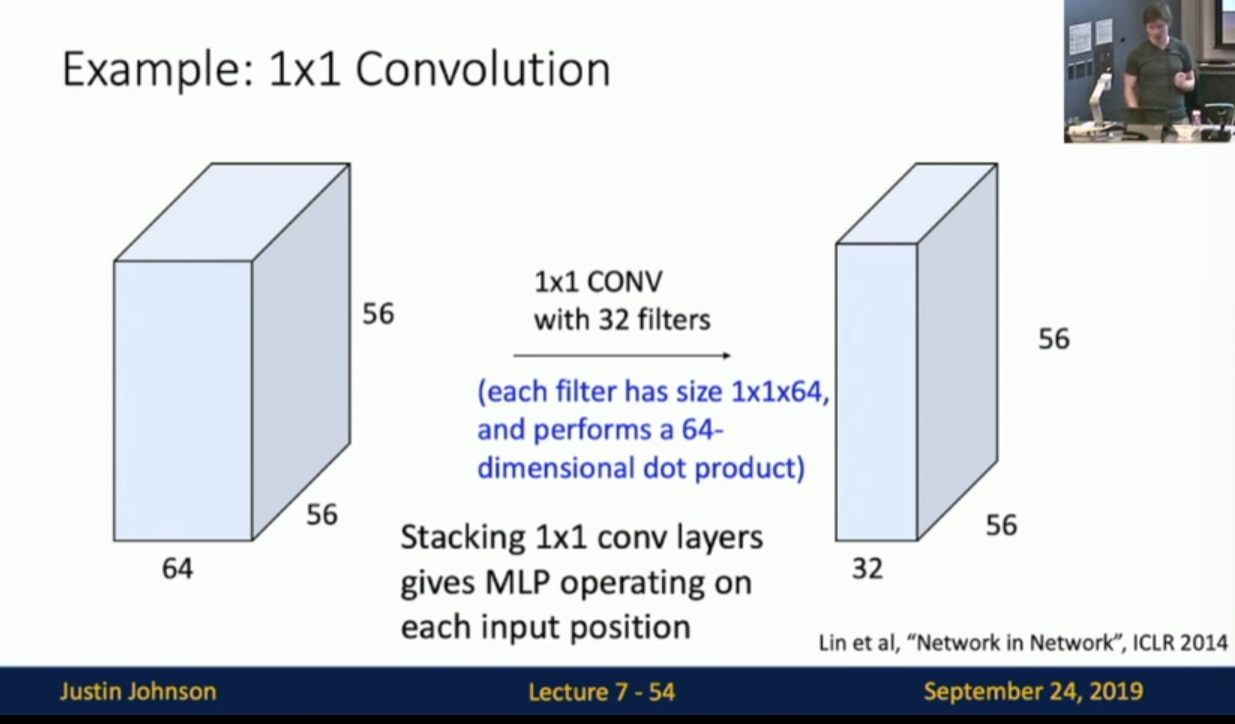 Example: 1x1 Convolution
56
56
64
1x1 CONV
with 32 filters
(each filter has size 1x1x64,
and performs a 64-
dimensional dot product)
Stacking 1x1 conv layers
gives MLP operating on
each input position
56
56
32
Lin et al, “Network in Network”, ICLR 2014
Justin Johnson
Lecture 7 - 54
September 24, 2019